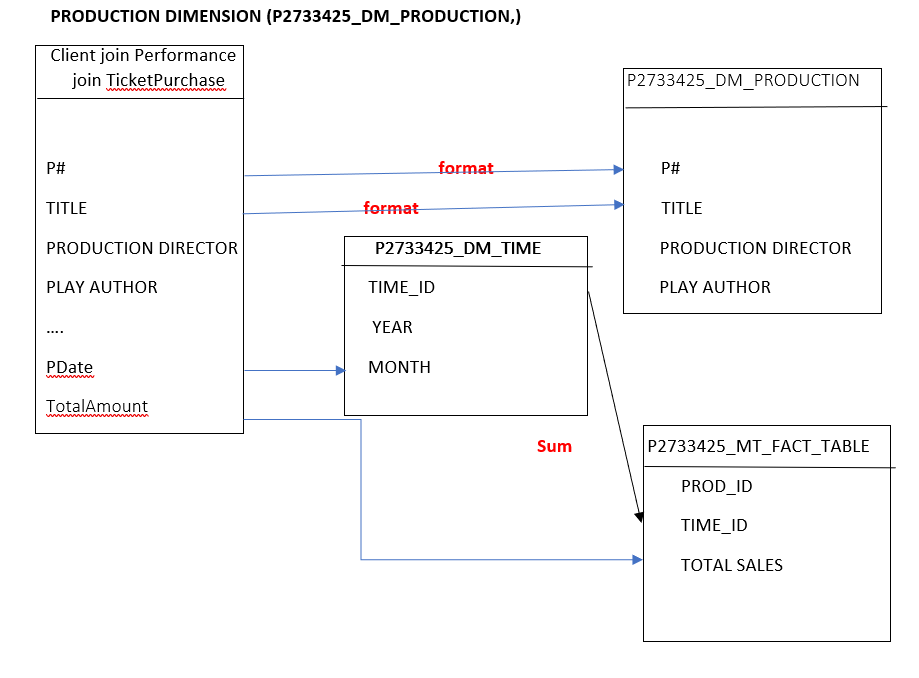 PRODUCTION DIMENSION (P2733425_DM_PRODUCTION,)
Client join Performance
join TicketPurchase
P#
TITLE
PRODUCTION DIRECTOR
PLAY AUTHOR
....
PDate
TotalAmount
format
format
P2733425_DM_TIME
TIME_ID
YEAR
MONTH
Sum
P2733425_DM_PRODUCTION
P#
TITLE
PRODUCTION DIRECTOR
PLAY AUTHOR
P2733425_MT_FACT_TABLE
PROD_ID
TIME_ID
TOTAL SALES